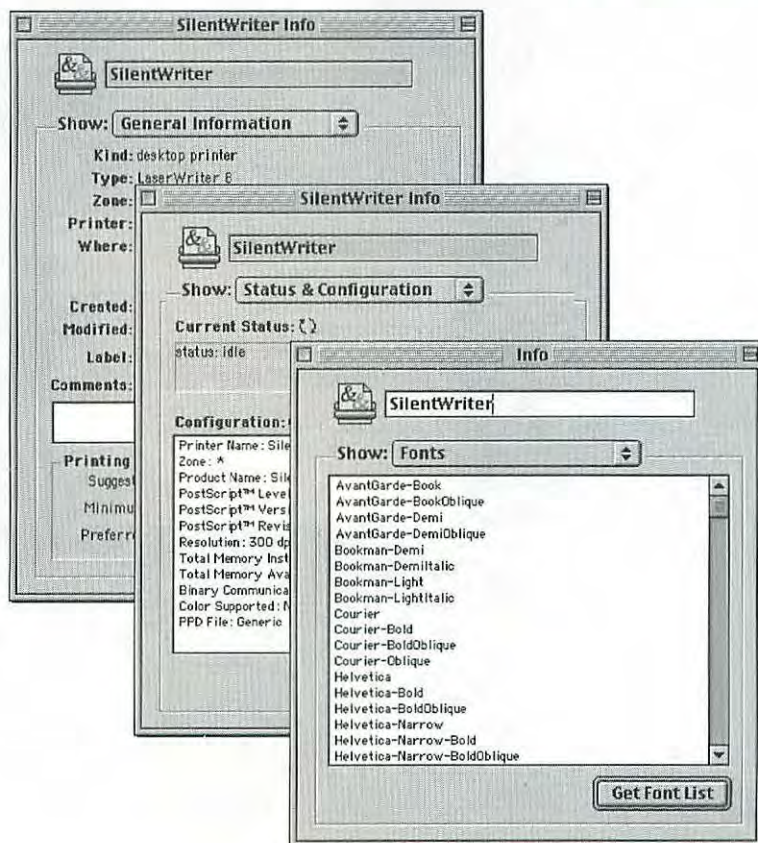 SilentWriter Info
SilentWriter
Show: General Information
Kind: desktop printer
Type: LaserWriter 8
Zone:
Printer:
Where:
Created:
Modified:
Label:
Comments:
Printing
Suggest
Minimu
Preferre
SilentWriter Info
SilentWriter
Show: Status & Configuration
Current Status:
status: idle
Configuration:
Printer Name: Sile
Zone: *
Product Name: Sile
PostScript™ Level
PostScript™ Versi
PostScript™ Revis
Resolution: 300 dp
Total Memory Inst
Total Memory Ava
Binary Communica
Color Supported: N
PPD File: Generic
Info
SilentWriter
Show: Fonts
AvantGarde-Book
AvantGarde-BookOblique
AvantGarde-Demi
AvantGarde-DemiOblique
Bookman-Demi
Bookman-DemiItalic
Bookman-Light
Bookman-LightItalic
Courier
Courier-Bold
Courier-BoldOblique
Courier-Oblique
Helvetica
Helvetica-Bold
Helvetica-BoldOblique
Helvetica-Narrow
Helvetica-Narrow-Bold
Helvetica-Narrow-BoldOblique
Get Font List